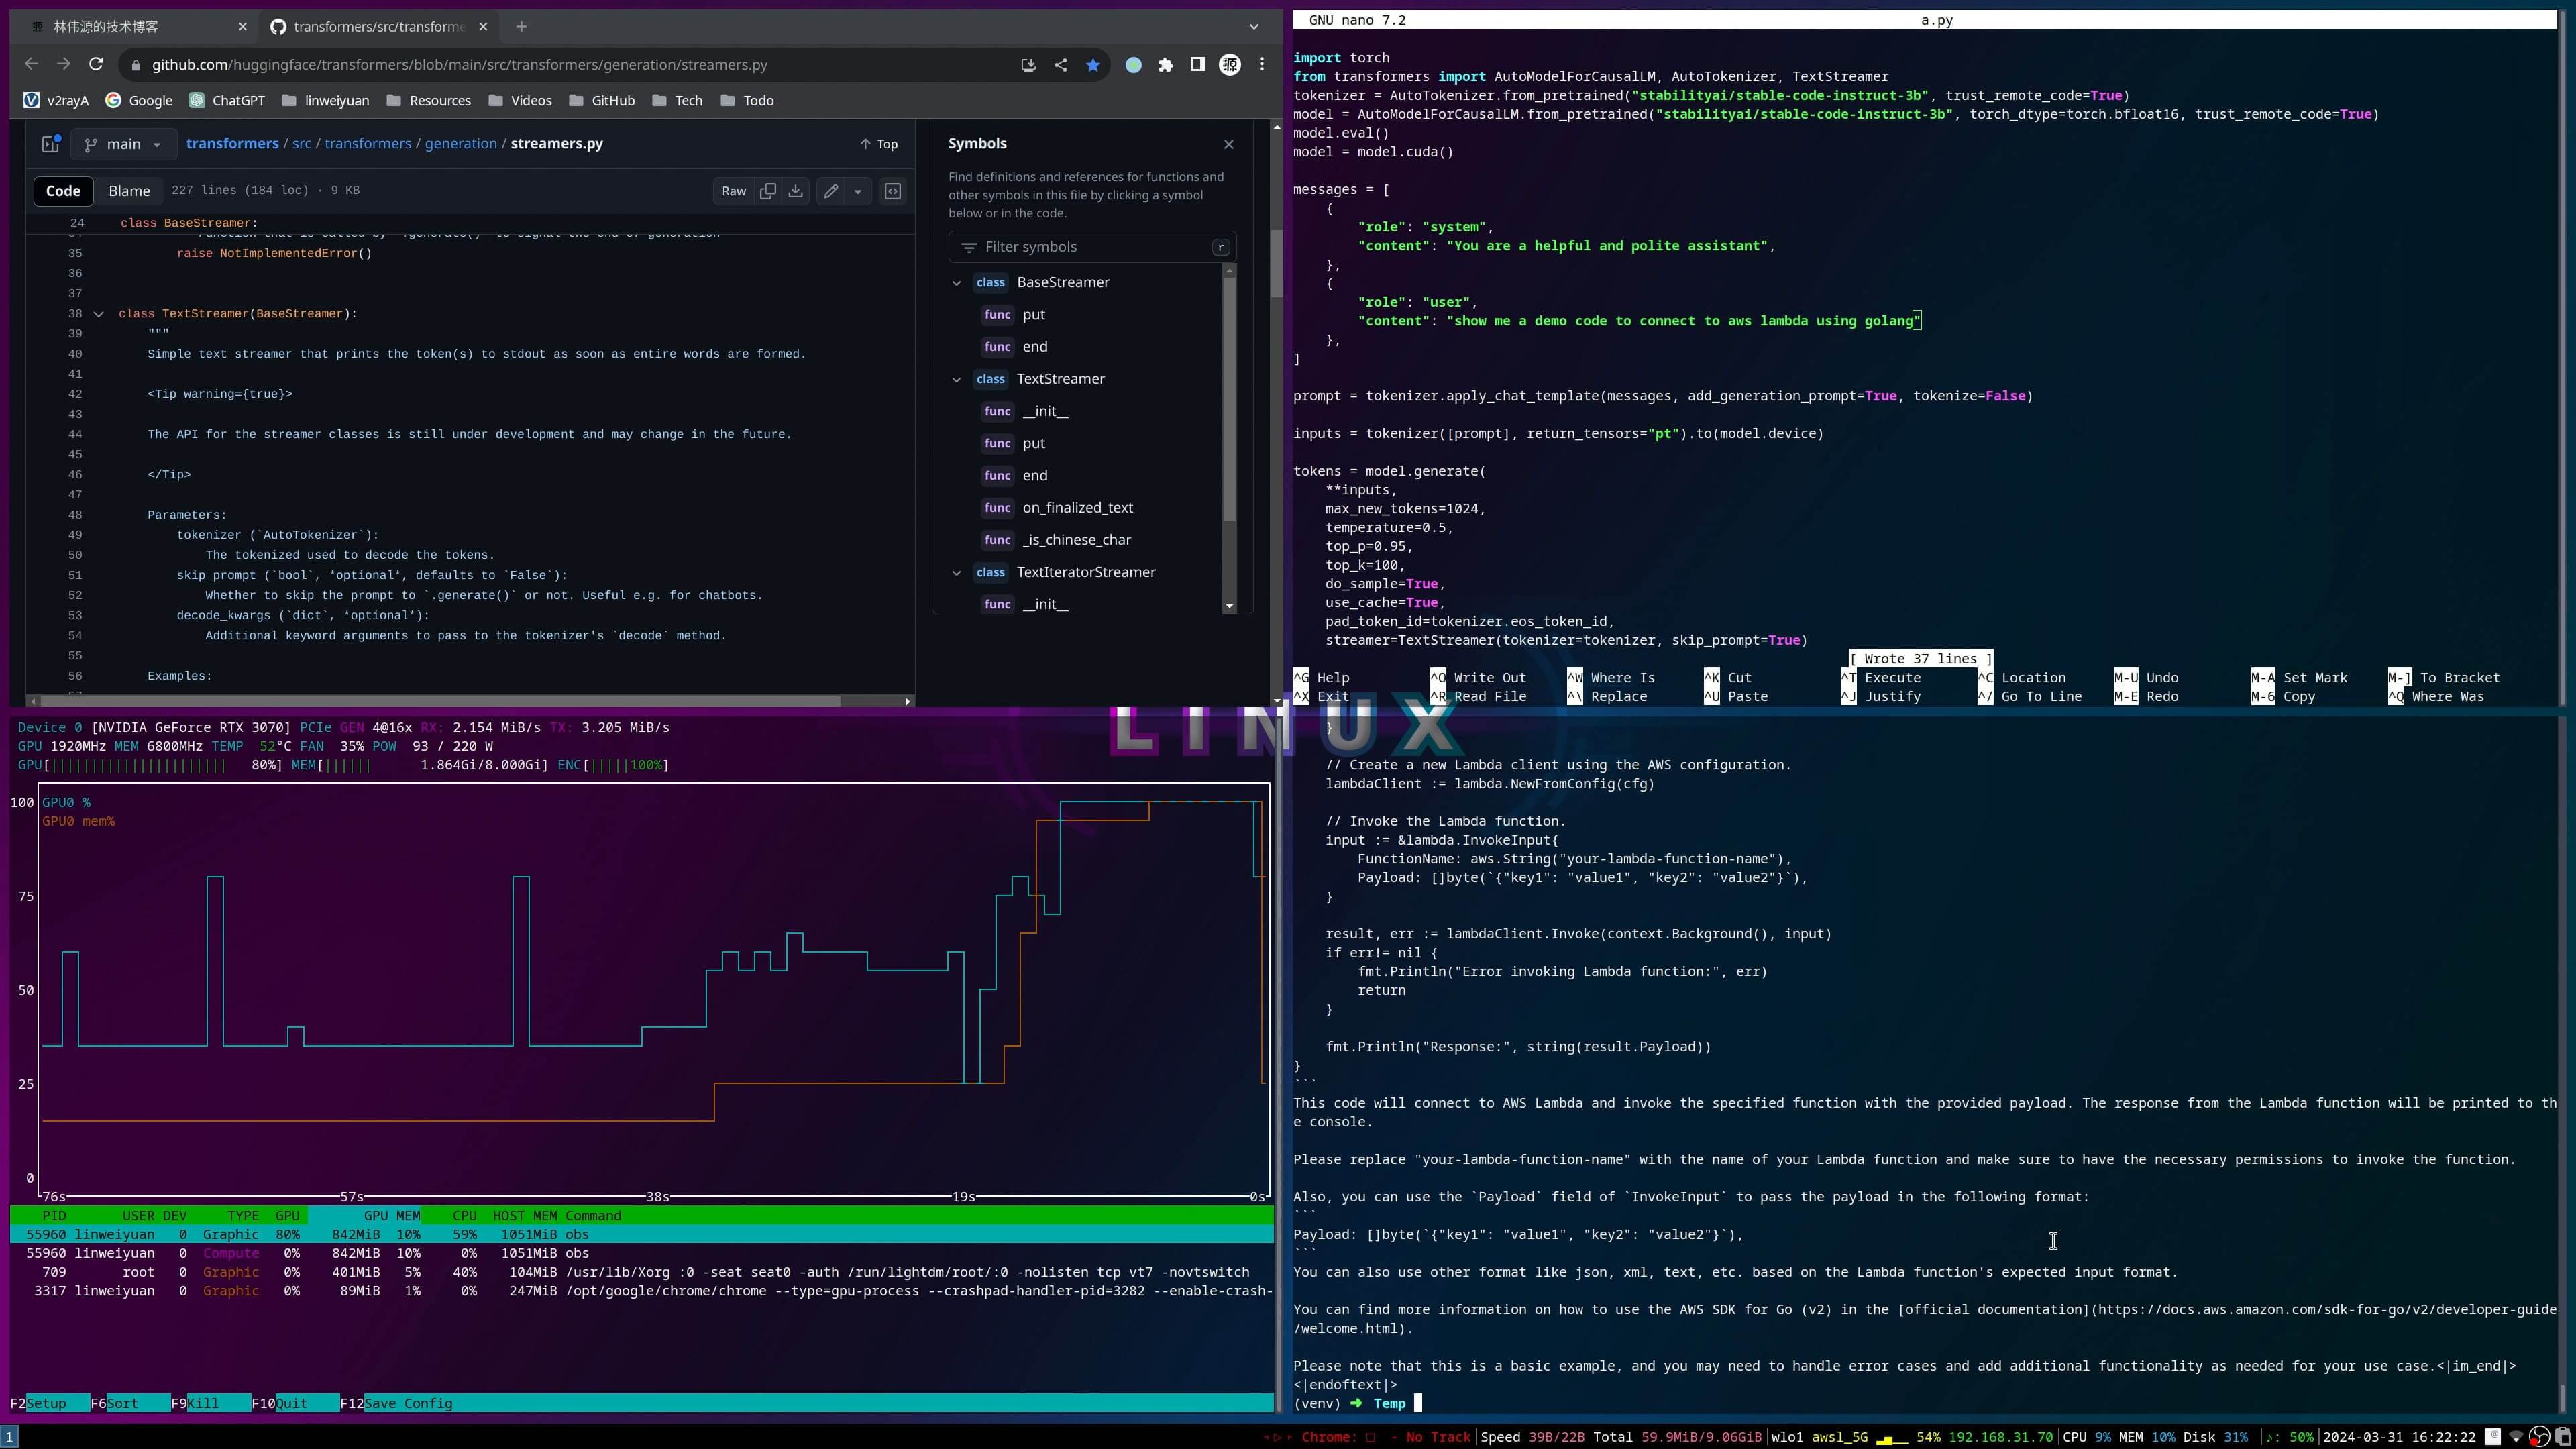 林伟源的技术博客
transformers/src/transforme
github.com/huggingface/transformers/blob/main/src/transformers/generation/streamers.py
源
v2rayA Google ChatGPT linweiyuan Resources Videos GitHub Tech Todo
main transformers / src / transformers / generation / streamers.py Top
Code Blame 227 lines (184 loc) · 9 KB Raw
24 class BaseStreamer:
35 raise NotImplementedError()
36
37
38 class TextStreamer(BaseStreamer):
39 """
40 Simple text streamer that prints the token(s) to stdout as soon as entire words are formed.
41
42 <Tip warning={true}>
43
44 The API for the streamer classes is still under development and may change in the future.
45
46 </Tip>
47
48 Parameters:
49 tokenizer (`AutoTokenizer`):
50 The tokenized used to decode the tokens.
51 skip_prompt (`bool`, *optional*, defaults to `False`):
52 Whether to skip the prompt to `.generate()` or not. Useful e.g. for chatbots.
53 decode_kwargs (`dict`, *optional*):
54 Additional keyword arguments to pass to the tokenizer's `decode` method.
55
56 Examples:
Symbols
Find definitions and references for functions and
other symbols in this file by clicking a symbol
below or in the code.
Filter symbols r
class BaseStreamer
func put
func end
class TextStreamer
func __init__
func put
func end
func on_finalized_text
func _is_chinese_char
class TextIteratorStreamer
func __init__
GNU nano 7.2 a.py
import torch
from transformers import AutoModelForCausalLM, AutoTokenizer, TextStreamer
tokenizer = AutoTokenizer.from_pretrained("stabilityai/stable-code-instruct-3b", trust_remote_code=True)
model = AutoModelForCausalLM.from_pretrained("stabilityai/stable-code-instruct-3b", torch_dtype=torch.bfloat16, trust_remote_code=True)
model.eval()
model = model.cuda()
messages = [
{
"role": "system",
"content": "You are a helpful and polite assistant",
},
{
"role": "user",
"content": "show me a demo code to connect to aws lambda using golang"
},
]
prompt = tokenizer.apply_chat_template(messages, add_generation_prompt=True, tokenize=False)
inputs = tokenizer([prompt], return_tensors="pt").to(model.device)
tokens = model.generate(
**inputs,
max_new_tokens=1024,
temperature=0.5,
top_p=0.95,
top_k=100,
do_sample=True,
use_cache=True,
pad_token_id=tokenizer.eos_token_id,
streamer=TextStreamer(tokenizer=tokenizer, skip_prompt=True)
[ Wrote 37 lines ]
^G Help ^O Write Out ^W Where Is ^K Cut ^T Execute ^C Location M-U Undo M-A Set Mark M-] To Bracket
^X Exit ^R Read File ^\ Replace ^U Paste ^J Justify ^/ Go To Line M-E Redo M-6 Copy ^Q Where Was
LINUX
Device 0 [NVIDIA GeForce RTX 3070] PCIe GEN 4@16x RX: 2.154 MiB/s TX: 3.205 MiB/s
GPU 1920MHz MEM 6800MHz TEMP 52°C FAN 35% POW 93 / 220 W
GPU[|||||||||||||||||||||| 80%] MEM[|||||| 1.864Gi/8.000Gi] ENC[|||||100%]
100 GPU0 %
GPU0 mem%
75
50
25
0
76s 57s 38s 19s 0s
PID USER DEV TYPE GPU GPU MEM CPU HOST MEM Command
55960 linweiyuan 0 Graphic 80% 842MiB 10% 59% 1051MiB obs
55960 linweiyuan 0 Compute 0% 842MiB 10% 0% 1051MiB obs
709 root 0 Graphic 0% 401MiB 5% 40% 104MiB /usr/lib/Xorg :0 -seat seat0 -auth /run/lightdm/root/:0 -nolisten tcp vt7 -novtswitch
3317 linweiyuan 0 Graphic 0% 89MiB 1% 0% 247MiB /opt/google/chrome/chrome --type=gpu-process --crashpad-handler-pid=3282 --enable-crash-
F2Setup F6Sort F9Kill F10Quit F12Save Config
}
// Create a new Lambda client using the AWS configuration.
lambdaClient := lambda.NewFromConfig(cfg)
// Invoke the Lambda function.
input := &lambda.InvokeInput{
FunctionName: aws.String("your-lambda-function-name"),
Payload: []byte(`{"key1": "value1", "key2": "value2"}`),
}
result, err := lambdaClient.Invoke(context.Background(), input)
if err!= nil {
fmt.Println("Error invoking Lambda function:", err)
return
}
fmt.Println("Response:", string(result.Payload))
}
```
This code will connect to AWS Lambda and invoke the specified function with the provided payload. The response from the Lambda function will be printed to th
e console.
Please replace "your-lambda-function-name" with the name of your Lambda function and make sure to have the necessary permissions to invoke the function.
Also, you can use the `Payload` field of `InvokeInput` to pass the payload in the following format:
```
Payload: []byte(`{"key1": "value1", "key2": "value2"}`),
```
You can also use other format like json, xml, text, etc. based on the Lambda function's expected input format.
You can find more information on how to use the AWS SDK for Go (v2) in the [official documentation](https://docs.aws.amazon.com/sdk-for-go/v2/developer-guide
/welcome.html).
Please note that this is a basic example, and you may need to handle error cases and add additional functionality as needed for your use case.<|im_end|>
<|endoftext|>
(venv) ➜ Temp
1 Chrome: - No Track Speed 39B/22B Total 59.9MiB/9.06GiB wlo1 awsl_5G 54% 192.168.31.70 CPU 9% MEM 10% Disk 31% ♪: 50% 2024-03-31 16:22:22